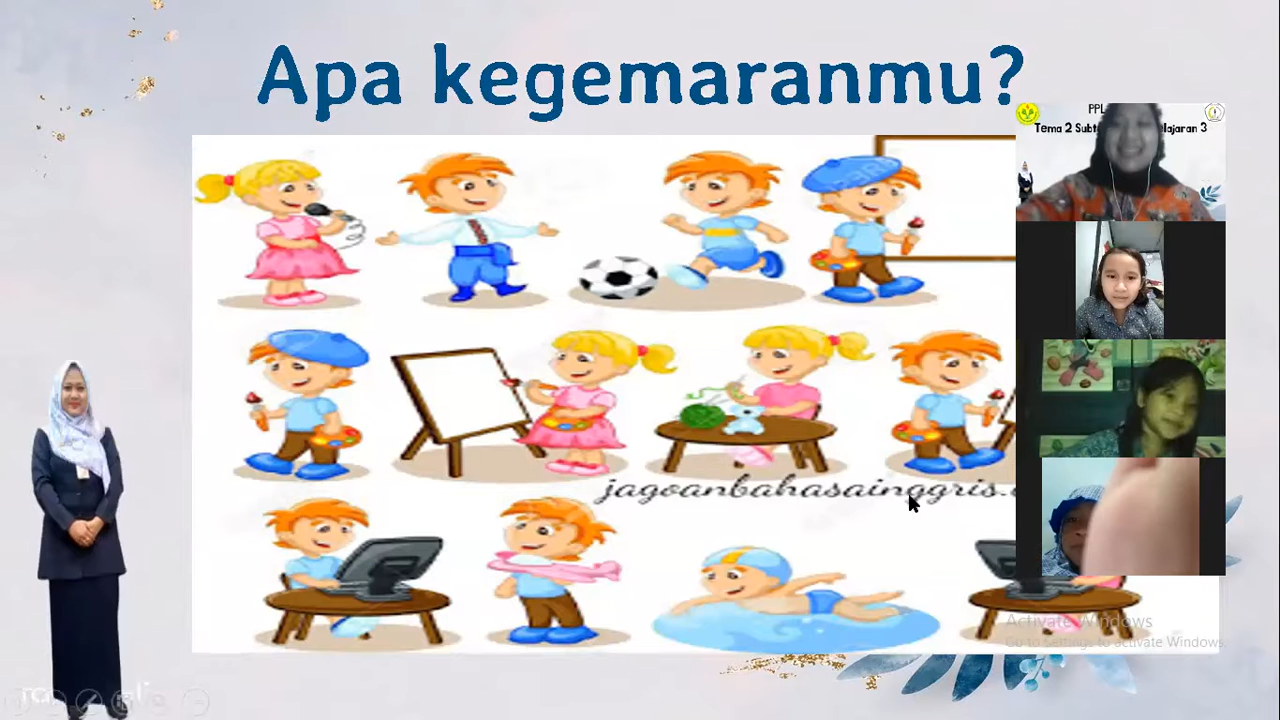 Apa kegemaranmu?
PPL
Tema 2 Subt
lajaran 3
jagoanbahasainggris.
Activate Windows
Go to Settings to activate Windows.